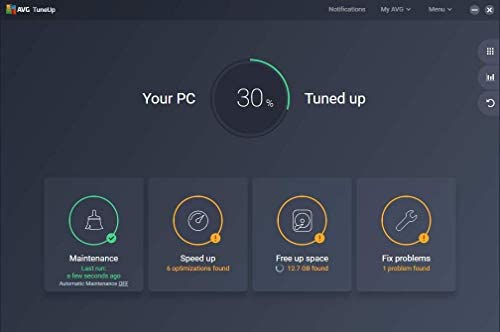 AVG TuneUp
Notifications
My AVG
Menu
Your PC
30 %
Tuned up
Maintenance
Last run:
a few seconds ago
Automatic Maintenance OFF
Speed up
6 optimizations found
Free up space
12.7 GB found
Fix problems
1 problem found